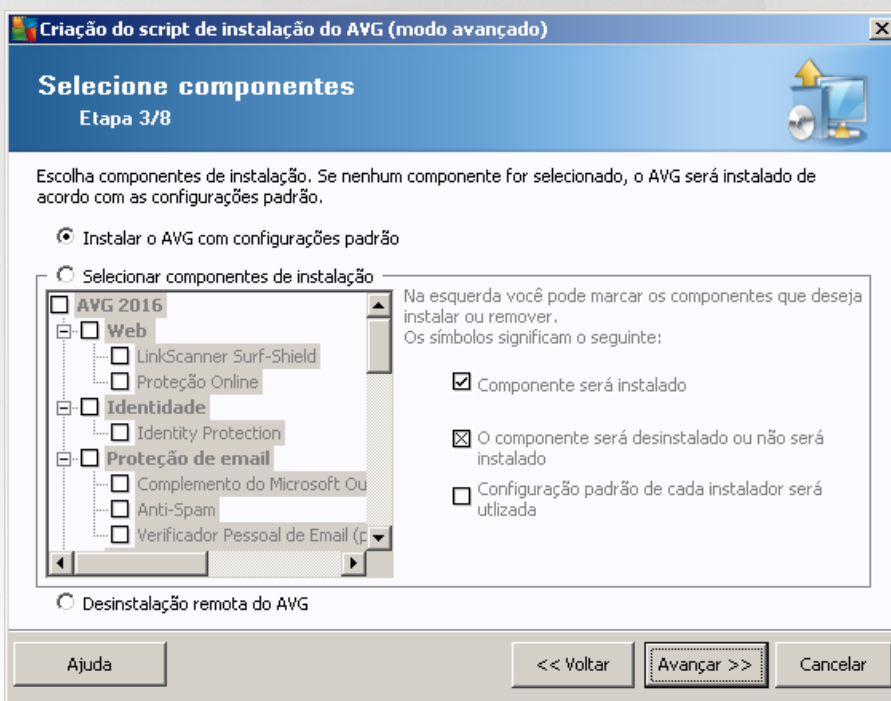 Criação do script de instalação do AVG (modo avançado)
Selecione componentes
Etapa 3/8
Escolha componentes de instalação. Se nenhum componente for selecionado, o AVG será instalado de
acordo com as configurações padrão.
Instalar o AVG com configurações padrão
Selecionar componentes de instalação
AVG 2016
Web
LinkScanner Surf-Shield
Proteção Online
Identidade
Identity Protection
Proteção de email
Complemento do Microsoft Ou
Anti-Spam
Verificador Pessoal de Email (p
Na esquerda você pode marcar os componentes que deseja
instalar ou remover.
Os símbolos significam o seguinte:
Componente será instalado
O componente será desinstalado ou não será
instalado
Configuração padrão de cada instalador será
utlizada
Desinstalação remota do AVG
Ajuda
<< Voltar
Avançar >>
Cancelar